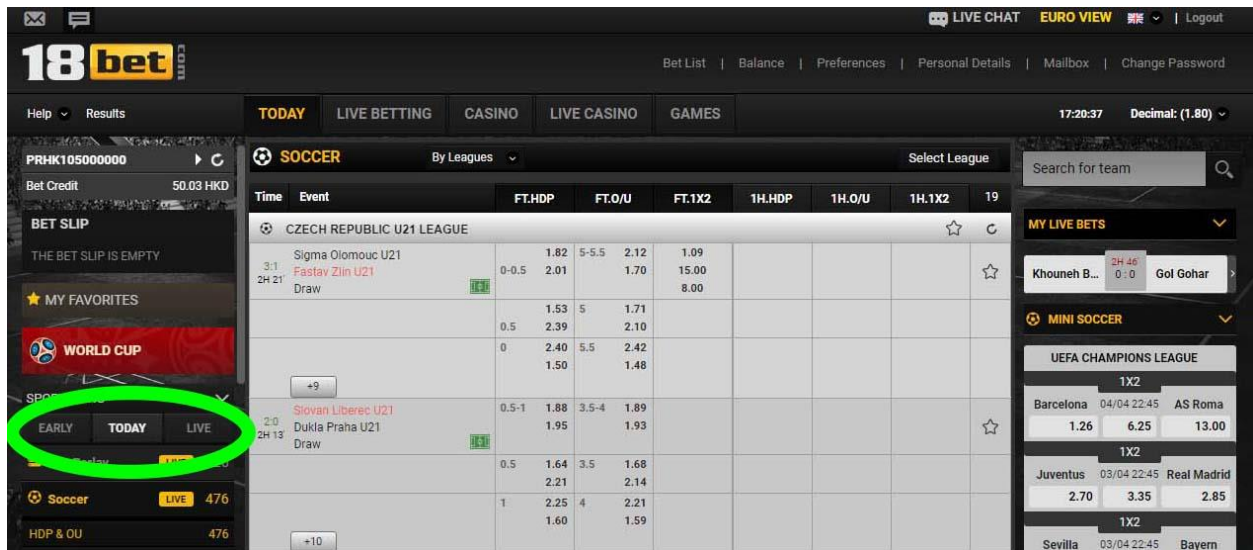 LIVE CHAT EURO VIEW | Logout
18 bet com
Bet List | Balance | Preferences | Personal Details | Mailbox | Change Password
Help Results
TODAY LIVE BETTING CASINO LIVE CASINO GAMES
17:20:37 Decimal: (1.80)
PRHK105000000
Bet Credit 50.03 HKD
BET SLIP
THE BET SLIP IS EMPTY
MY FAVORITES
WORLD CUP
EARLY TODAY LIVE
LIVE
Soccer LIVE 476
HDP & OU 476
SOCCER By Leagues Select League
Time Event FT.HDP FT.O/U FT.1X2 1H.HDP 1H.O/U 1H.1X2 19
CZECH REPUBLIC U21 LEAGUE
Sigma Olomouc U21 1.82 5-5.5 2.12 1.09
3:1
2H 21'
Fastav Zlin U21 0-0.5 2.01 1.70 15.00
Draw 8.00
1.53 5 1.71
0.5 2.39 2.10
0 2.40 5.5 2.42
1.50 1.48
+9
Slovan Liberec U21 0.5-1 1.88 3.5-4 1.89
2:0
2H 13'
Dukla Praha U21 1.95 1.93
Draw
0.5 1.64 3.5 1.68
2.21 2.14
1 2.25 4 2.21
1.60 1.59
+10
Search for team
MY LIVE BETS
Khouneh B... 2H 46' 0 : 0 Gol Gohar
MINI SOCCER
UEFA CHAMPIONS LEAGUE
1X2
Barcelona 04/04 22:45 AS Roma
1.26 6.25 13.00
1X2
Juventus 03/04 22:45 Real Madrid
2.70 3.35 2.85
1X2
Sevilla 03/04 22:45 Bayern